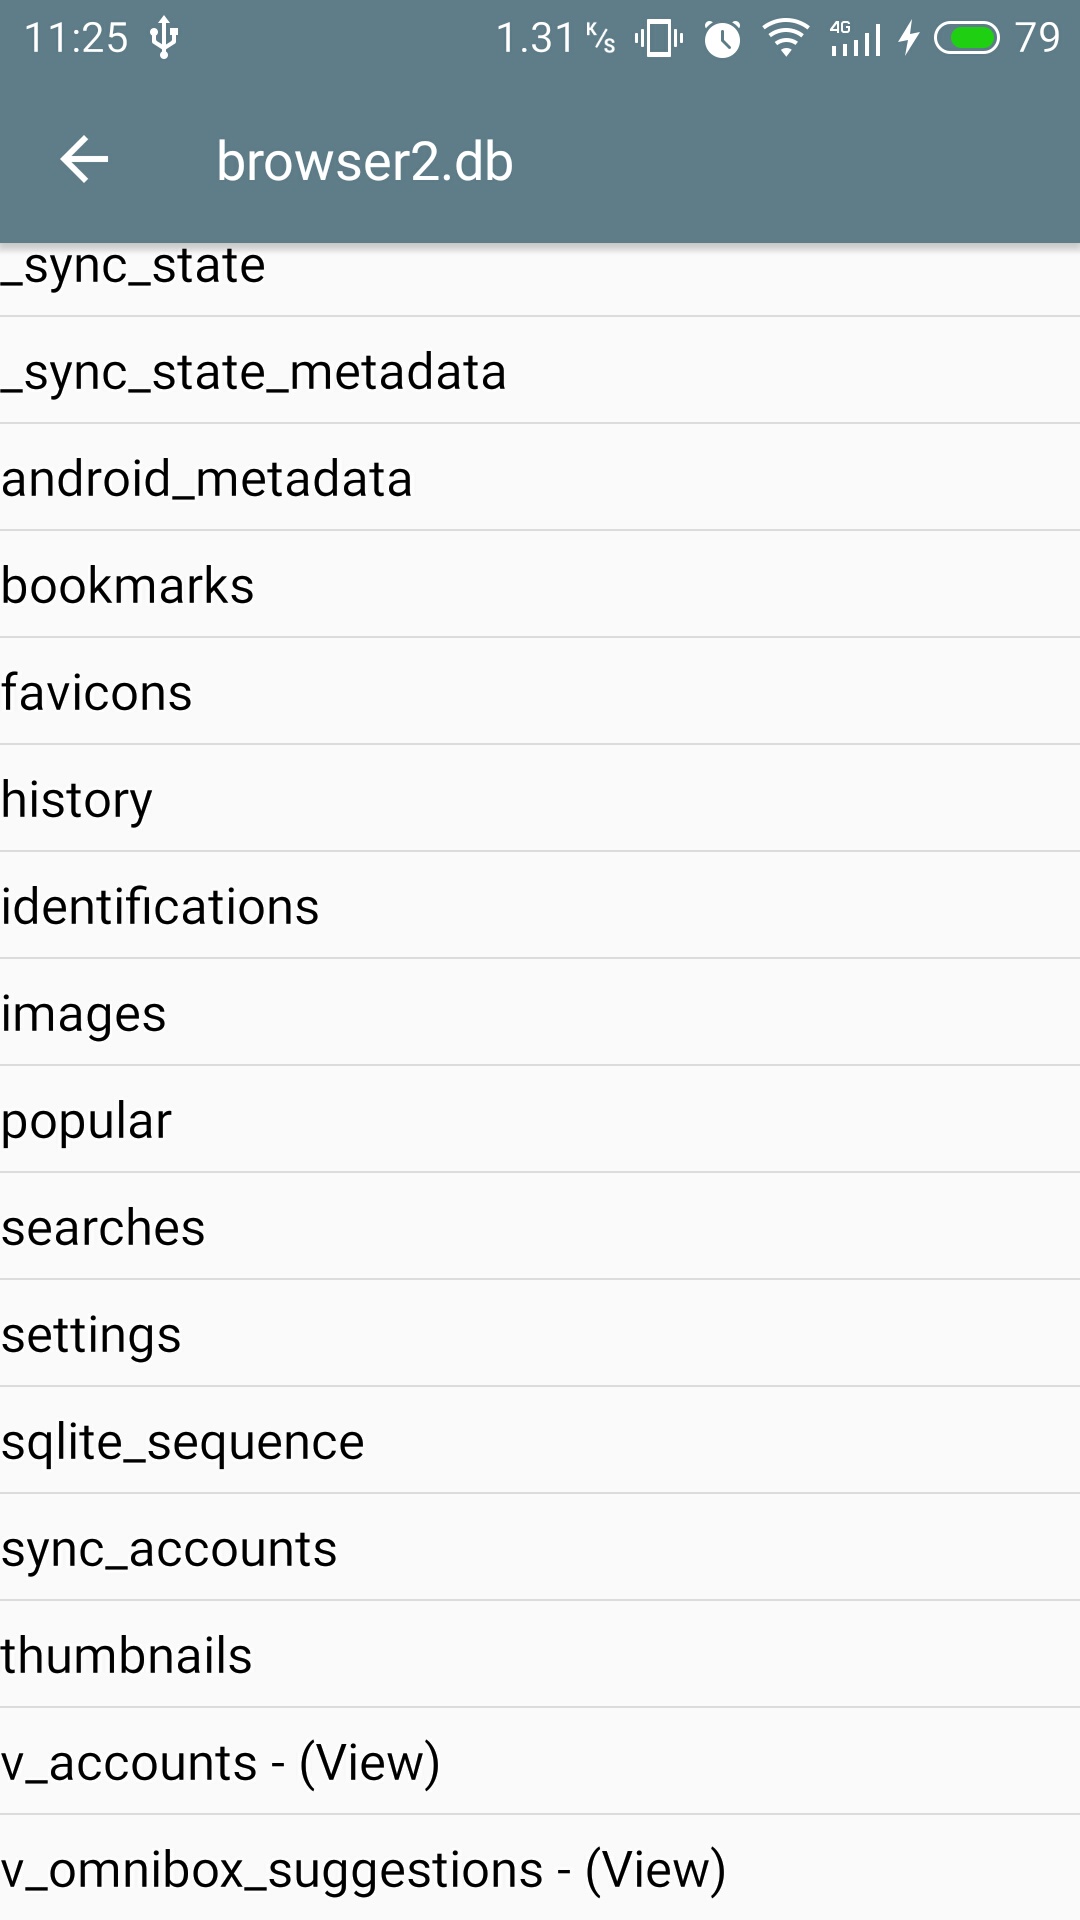 11:25 1.31 K/s 4G 79
browser2.db
_sync_state
_sync_state_metadata
android_metadata
bookmarks
favicons
history
identifications
images
popular
searches
settings
sqlite_sequence
sync_accounts
thumbnails
v_accounts - (View)
v_omnibox_suggestions - (View)